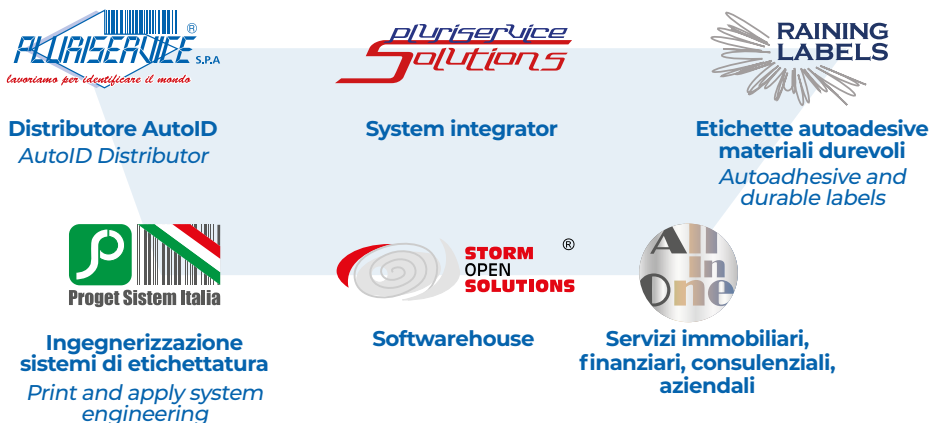 PLURISERVICE S.P.A ®
lavoriamo per identificare il mondo
Distributore AutoID
AutoID Distributor
pluriservice
Solutions
System integrator
RAINING
LABELS
Etichette autoadesive
materiali durevoli
Autoadhesive and
durable labels
Proget Sistem Italia
Ingegnerizzazione
sistemi di etichettatura
Print and apply system
engineering
STORM ®
OPEN
SOLUTIONS
Softwarehouse
All
in
One
Servizi immobiliari,
finanziari, consulenziali,
aziendali